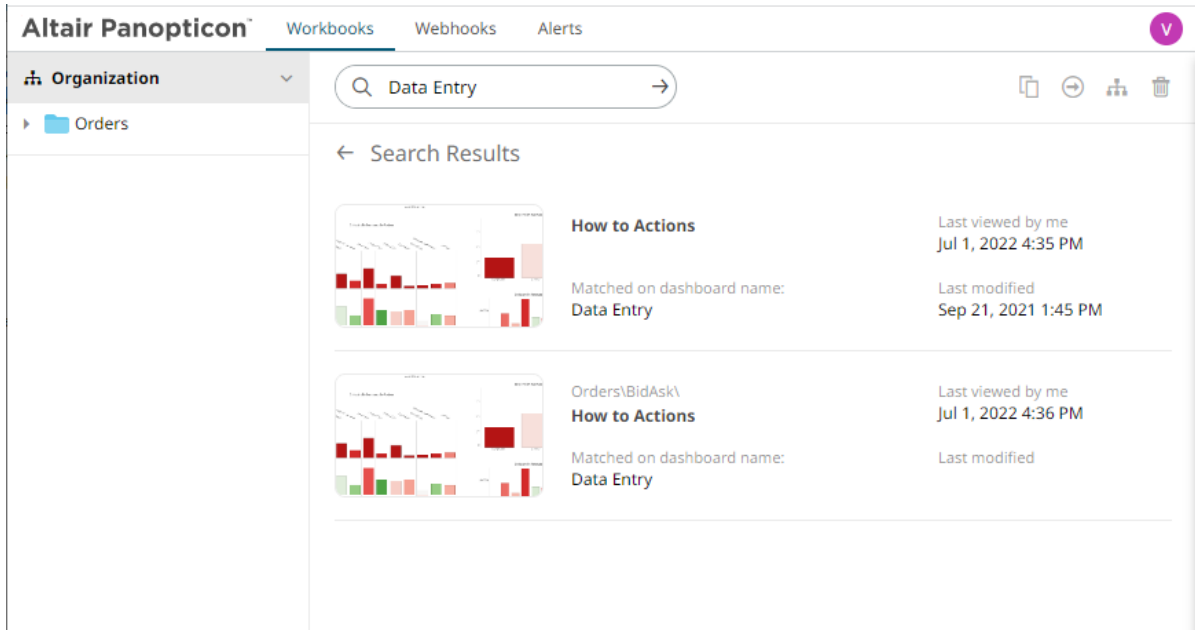 Altair Panopticon™ Workbooks Webhooks Alerts V
Organization
Orders
Data Entry
Search Results
How to Actions
Last viewed by me
Jul 1, 2022 4:35 PM
Matched on dashboard name:
Data Entry
Last modified
Sep 21, 2021 1:45 PM
Orders\BidAsk\
How to Actions
Last viewed by me
Jul 1, 2022 4:36 PM
Matched on dashboard name:
Data Entry
Last modified